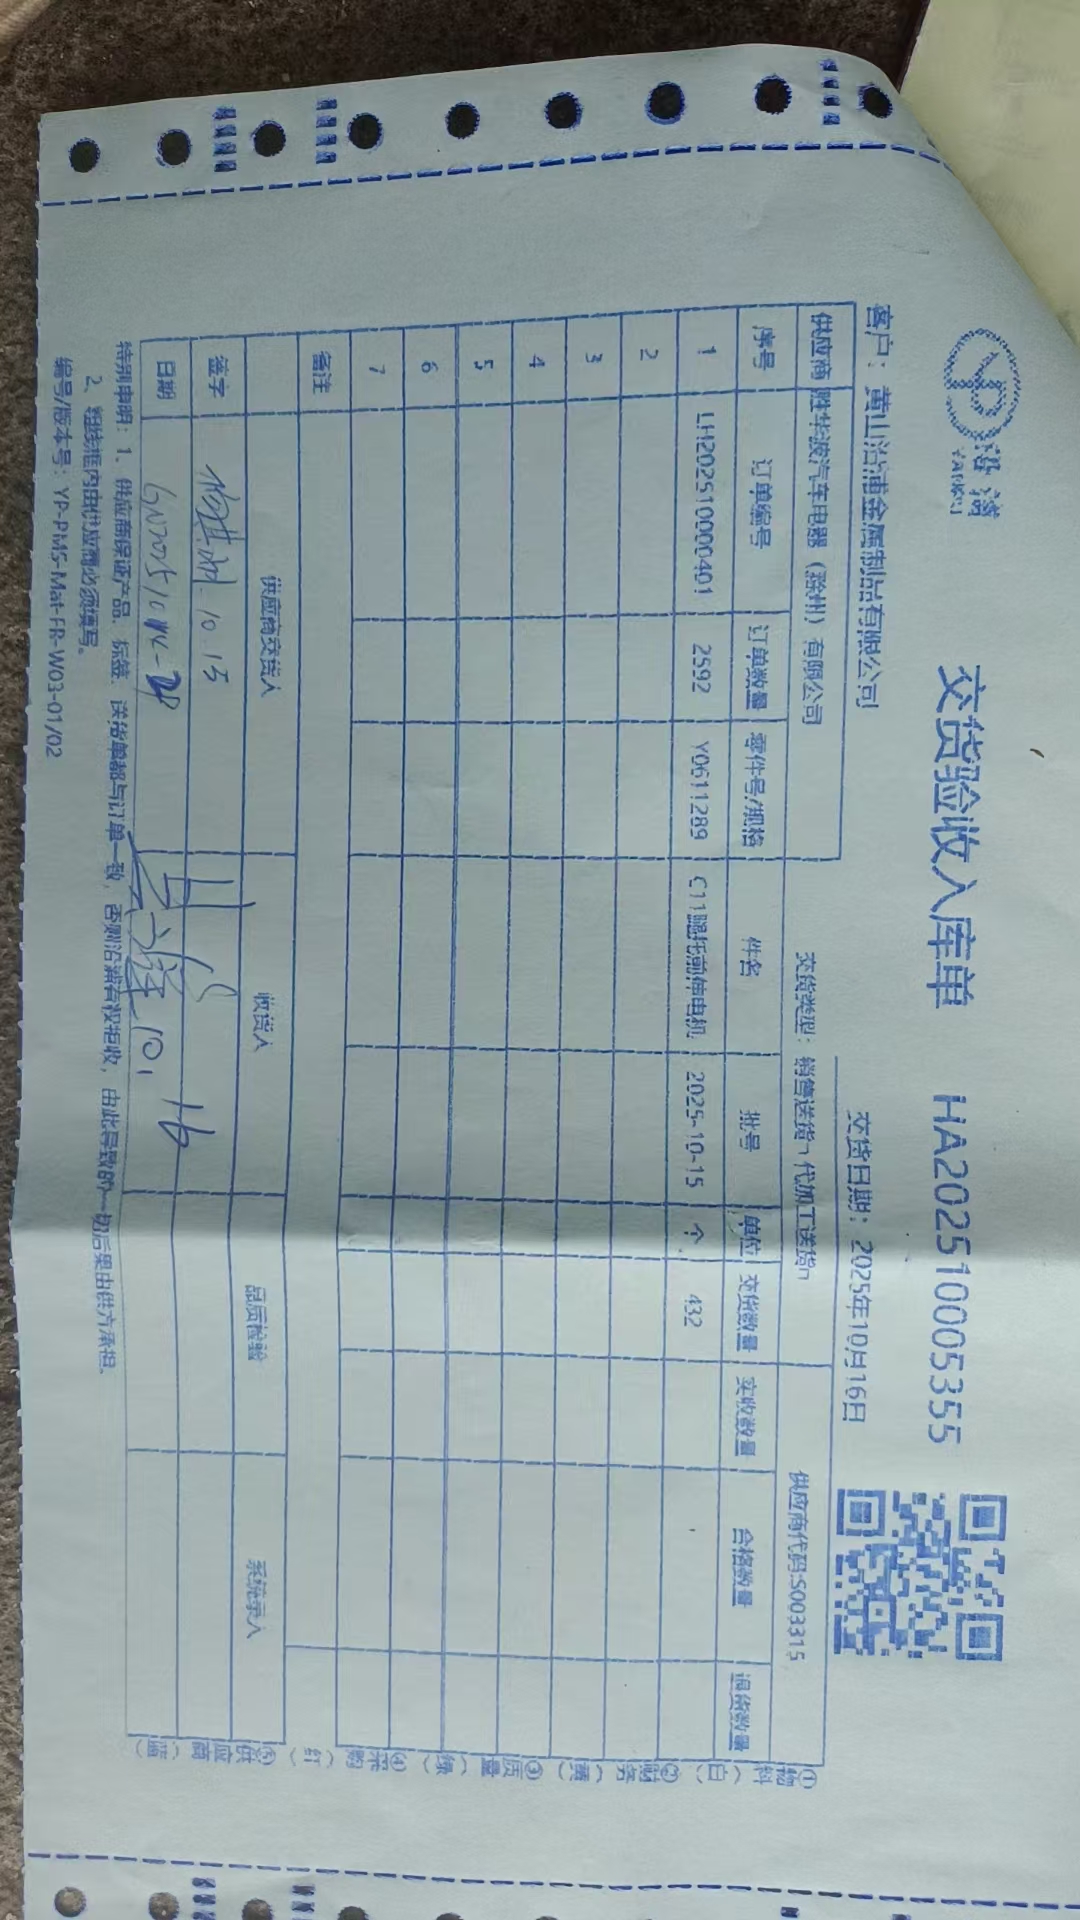 沿浦
YANPU
交货验收入库单 HA2025100005355
客户：黄山沿浦金属制品有限公司 交货日期：2025年10月16日
供应商 胜华波汽车电器（滁州）有限公司 交货类型：销售送货 代加工送货 供应商代码:S003315
序号 订单编号 订单数量 零件号/规格 件名 批号 单位 交货数量 实收数量 合格数量 退货数量
1 LH2025100000401 2592 Y0611289 C11腿托前伸电机 2025-10-15 个 432
2
3
4
5
6
7
备注
供应商交货人 收货人 品质检验 系统录入
签字 10.15
日期 10.16
特别申明：1、供应商保证产品、标签、送货单都与订单一致，否则沿浦有权拒收，由此导致的一切后果由供方承担。
2、粗线框内由供应商必须填写。
编号/版本号：YP-PMS-Mat-FR-W03-01/02
①物料（白）②财务（黄）③质量（绿）④采购（红）⑤供应商（蓝）